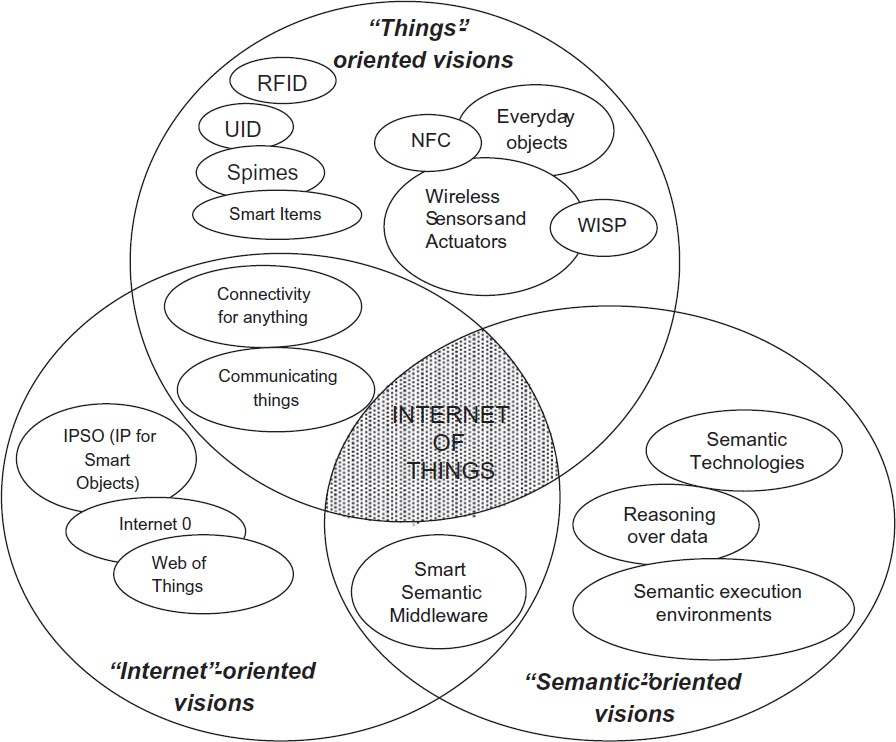 “Things”-
oriented visions
RFID
UID
Spimes
Smart Items
NFC
Everyday
objects
Wireless
Sensors and
Actuators
WISP
Connectivity
for anything
Communicating
things
INTERNET
OF
THINGS
IPSO (IP for
Smart
Objects)
Internet 0
Web of
Things
Semantic
Technologies
Reasoning
over data
Semantic execution
environments
Smart
Semantic
Middleware
“Internet”-oriented
visions
“Semantic”-oriented
visions